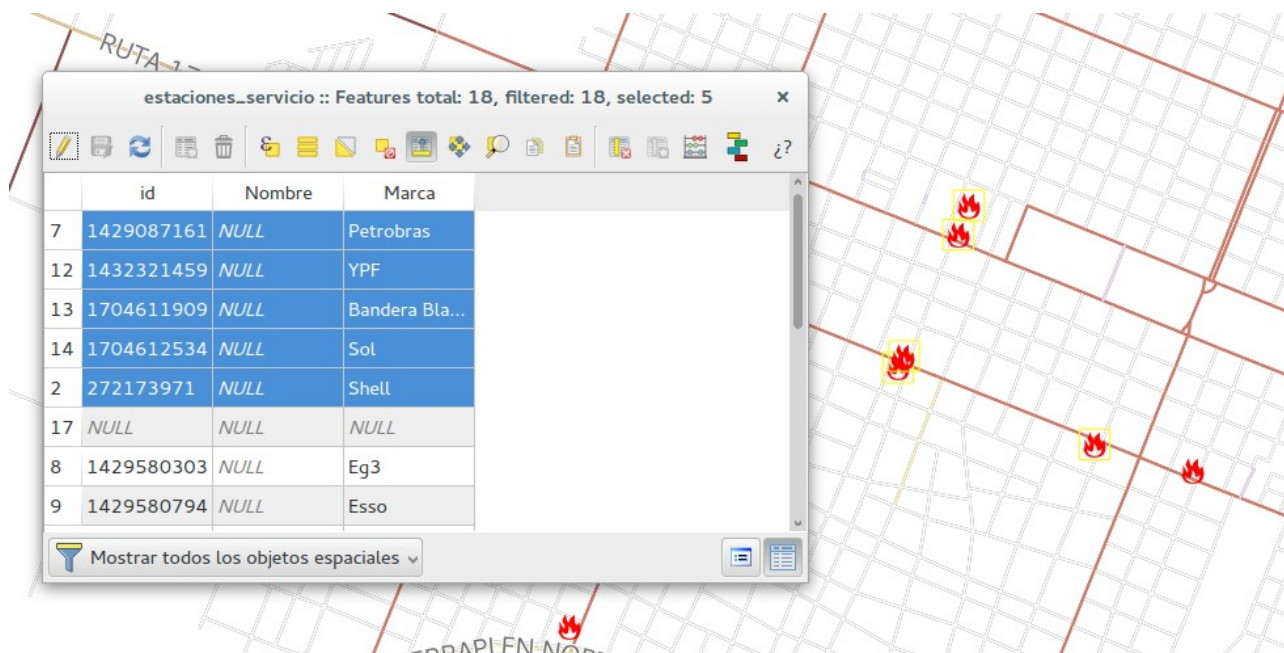 RUTA 17
estaciones_servicio :: Features total: 18, filtered: 18, selected: 5
id Nombre Marca
7 1429087161 NULL Petrobras
12 1432321459 NULL YPF
13 1704611909 NULL Bandera Bla...
14 1704612534 NULL Sol
2 272173971 NULL Shell
17 NULL NULL NULL
8 1429580303 NULL Eg3
9 1429580794 NULL Esso
Mostrar todos los objetos espaciales